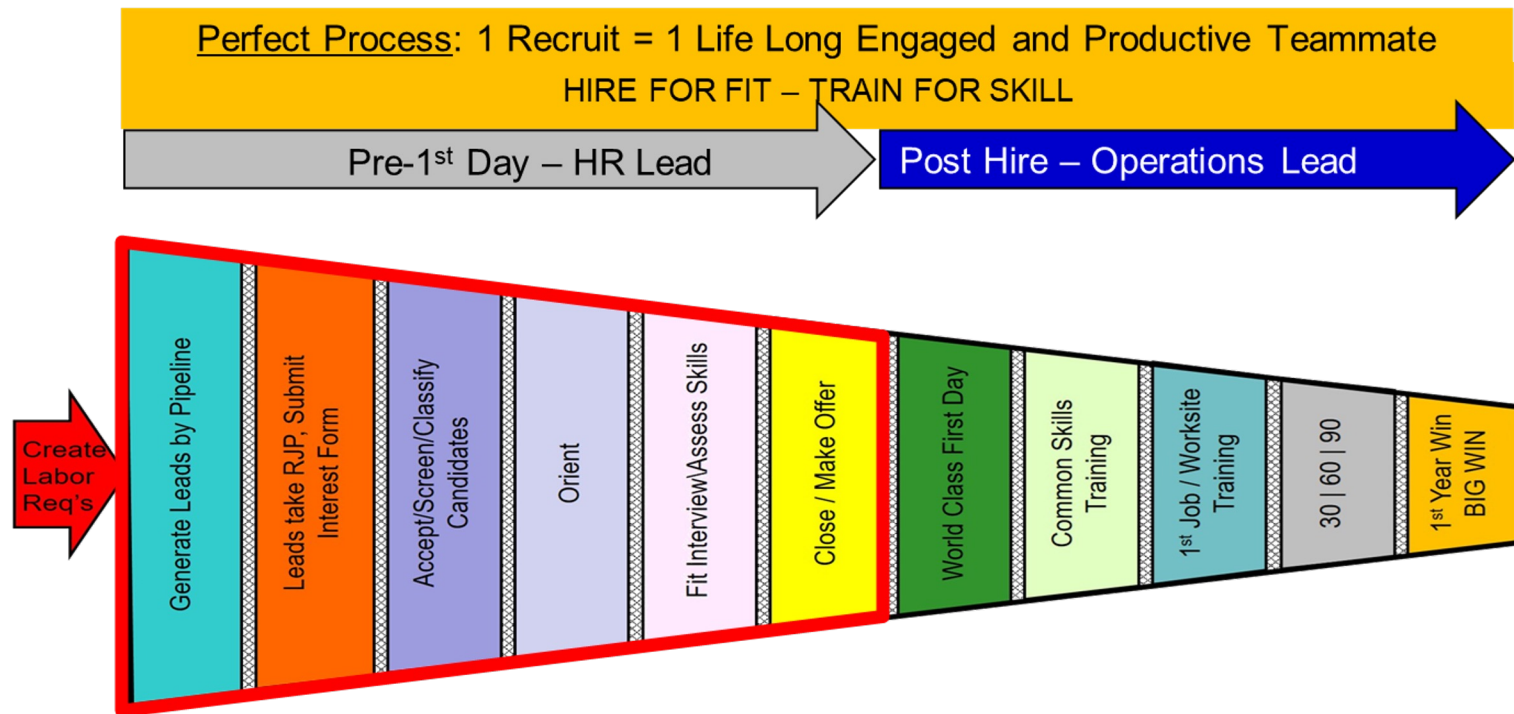 Perfect Process: 1 Recruit = 1 Life Long Engaged and Productive Teammate
HIRE FOR FIT – TRAIN FOR SKILL
Pre-1st Day – HR Lead
Post Hire – Operations Lead
Create
Labor
Req's
Generate Leads by Pipeline
Leads take RJP, Submit
Interest Form
Accept/Screen/Classify
Candidates
Orient
Fit Interview\Assess Skills
Close / Make Offer
World Class First Day
Common Skills
Training
1st Job / Worksite
Training
30 | 60 | 90
1st Year Win
BIG WIN